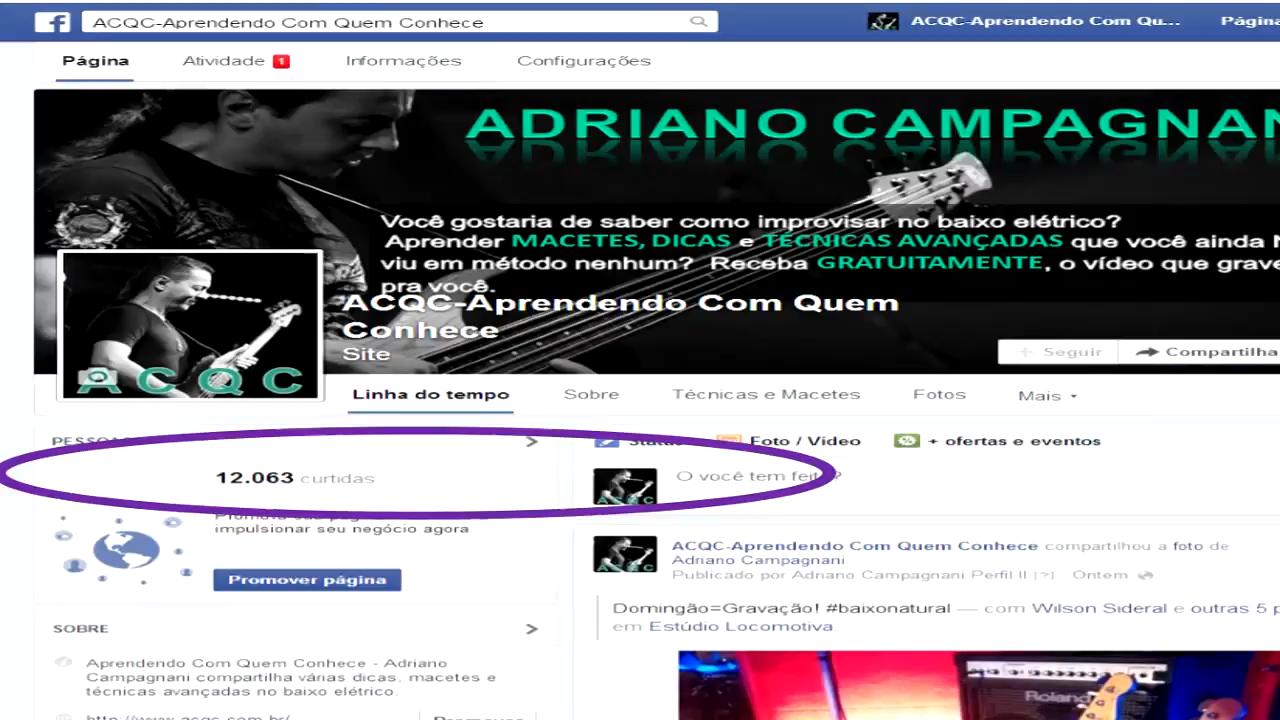 ACQC-Aprendendo Com Quem Conhece
ACQC-Aprendendo Com Qu...
Página
Atividade 1
Informações
Configurações
ADRIANO CAMPAGNAN
Você gostaria de saber como improvisar no baixo elétrico?
Aprender MACETES, DICAS e TÉCNICAS AVANÇADAS que você ainda
viu em método nenhum? Receba GRATUITAMENTE, o vídeo que grave
pra você.
ACQC-Aprendendo Com Quem
Conhece
Site
Seguir
Compartilha
ACQC
Linha do tempo
Sobre
Técnicas e Macetes
Fotos
Mais
12.063 curtidas
impulsionar seu negócio agora
Promover página
SOBRE
Aprendendo Com Quem Conhece - Adriano
Campagnani compartilha várias dicas, macetes e
técnicas avançadas no baixo elétrico.
Status
Foto / Vídeo
+ ofertas e eventos
O você tem feito?
ACQC
ACQC-Aprendendo Com Quem Conhece compartilhou a foto de
Adriano Campagnani
Publicado por Adriano Campagnani Perfil II [?] Ontem
Domingão=Gravação! #baixonatural — com Wilson Sideral e outras 5 p
em Estúdio Locomotiva
Roland